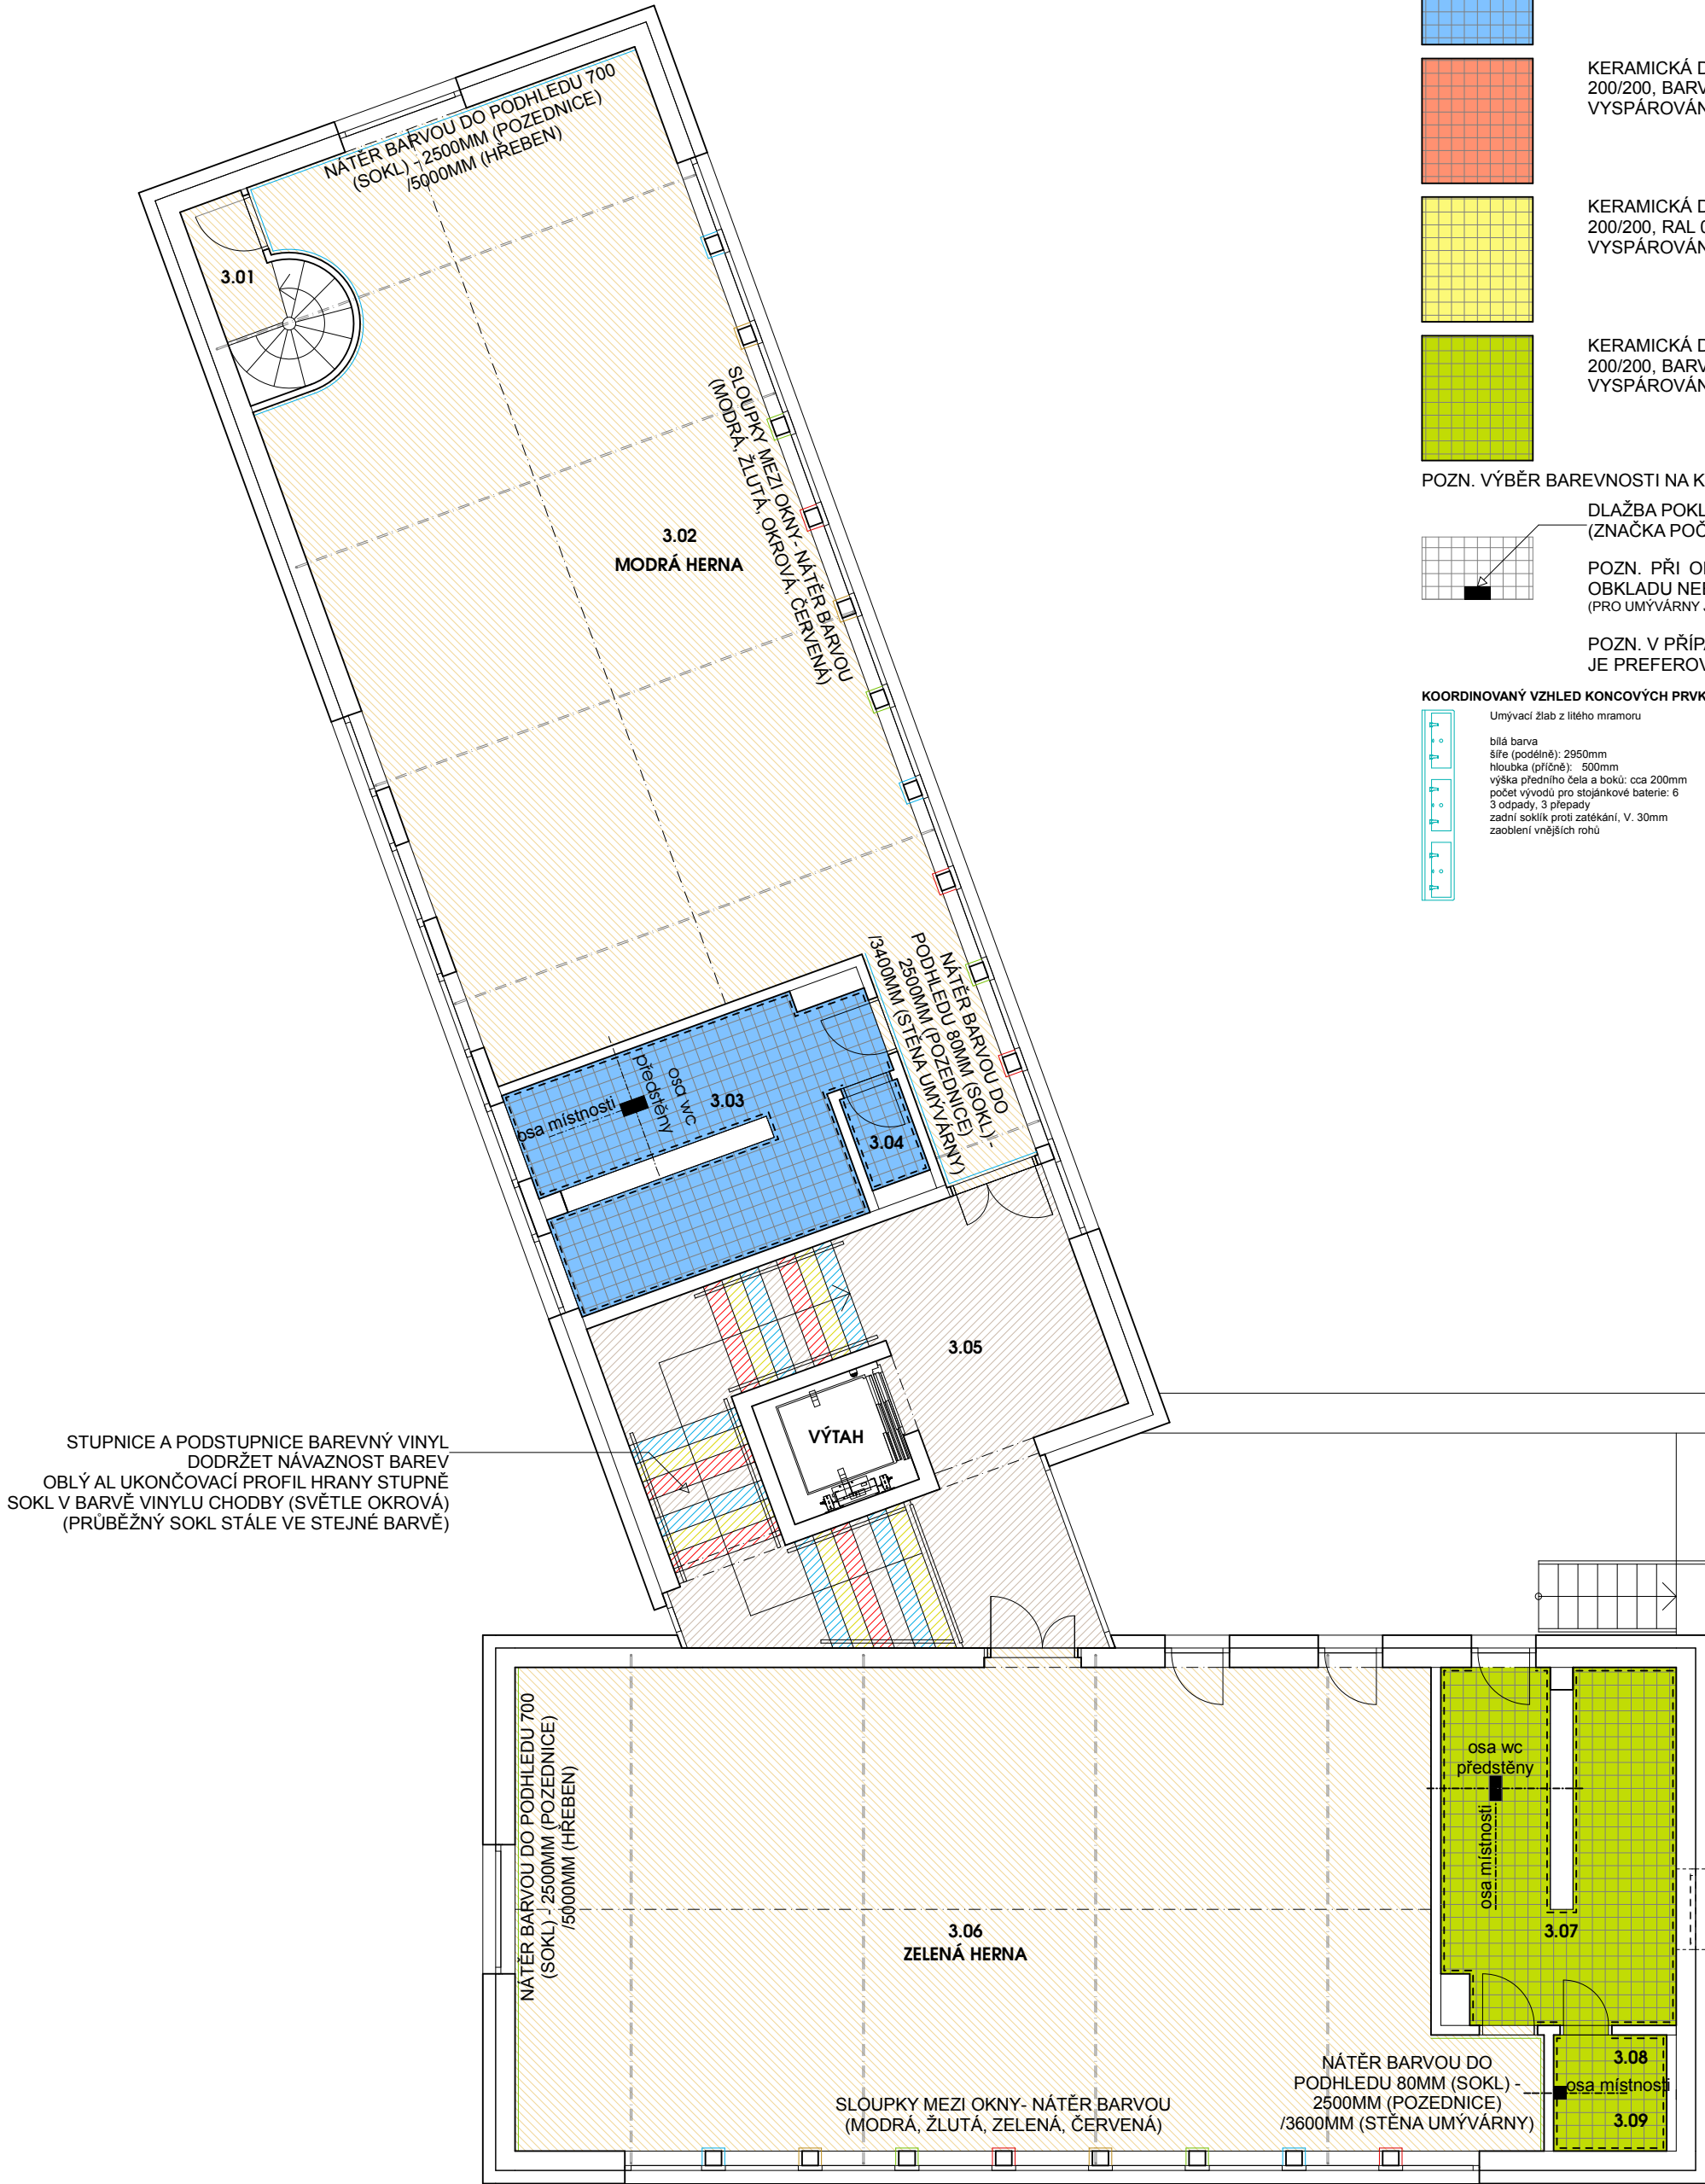 NÁTĚR BARVOU DO PODHLEDU 700
(SOKL) - 2500MM (POZEDNICE)
/5000MM (HŘEBEN)
3.01
SLOUPKY MEZI OKNY- NÁTĚR BARVOU
(MODRÁ, ŽLUTÁ, OKROVÁ, ČERVENÁ)
3.02
MODRÁ HERNA
NÁTĚR BARVOU DO
PODHLEDU 80MM (SOKL) -
2500MM (POZEDNICE)
/3400MM (STĚNA UMÝVÁRNY)
osa místnosti
osa wc
předstěny
3.03
3.04
3.05
VÝTAH
STUPNICE A PODSTUPNICE BAREVNÝ VINYL
DODRŽET NÁVAZNOST BAREV
OBLÝ AL UKONČOVACÍ PROFIL HRANY STUPNĚ
SOKL V BARVĚ VINYLU CHODBY (SVĚTLE OKROVÁ)
(PRŮBĚŽNÝ SOKL STÁLE VE STEJNÉ BARVĚ)
NÁTĚR BARVOU DO PODHLEDU 700
(SOKL) - 2500MM (POZEDNICE)
/5000MM (HŘEBEN)
3.06
ZELENÁ HERNA
SLOUPKY MEZI OKNY- NÁTĚR BARVOU
(MODRÁ, ŽLUTÁ, ZELENÁ, ČERVENÁ)
NÁTĚR BARVOU DO
PODHLEDU 80MM (SOKL) -
2500MM (POZEDNICE)
/3600MM (STĚNA UMÝVÁRNY)
osa wc
předstěny
osa místnosti
3.07
3.08
osa místnosti
3.09
KERAMICKÁ D
200/200, BARV
VYSPÁROVÁN
KERAMICKÁ D
200/200, RAL 0
VYSPÁROVÁN
KERAMICKÁ D
200/200, BARV
VYSPÁROVÁN
POZN. VÝBĚR BAREVNOSTI NA K
DLAŽBA POKL
(ZNAČKA POČ
POZN. PŘI OB
OBKLADU NE
(PRO UMÝVÁRNY J
POZN. V PŘÍPA
JE PREFEROV
KOORDINOVANÝ VZHLED KONCOVÝCH PRVK
Umývací žlab z litého mramoru
bílá barva
šíře (podélně): 2950mm
hloubka (příčně): 500mm
výška předního čela a boků: cca 200mm
počet vývodů pro stojánkové baterie: 6
3 odpady, 3 přepady
zadní soklík proti zatékání, V. 30mm
zaoblení vnějších rohů